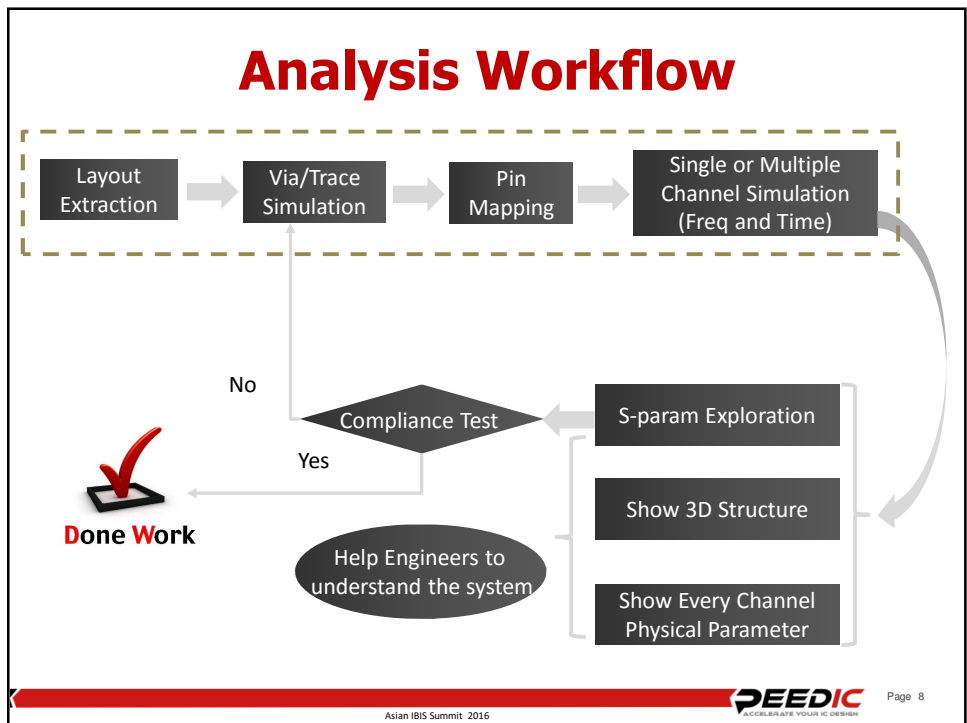 Analysis Workflow
Layout
Extraction
Via/Trace
Simulation
Pin
Mapping
Single or Multiple
Channel Simulation
(Freq and Time)
No
Compliance Test
S-param Exploration
Yes
Done Work
Show 3D Structure
Help Engineers to
understand the system
Show Every Channel
Physical Parameter
PEEDIC
ACCELERATE YOUR IC DESIGN
Page 8
Asian IBIS Summit 2016